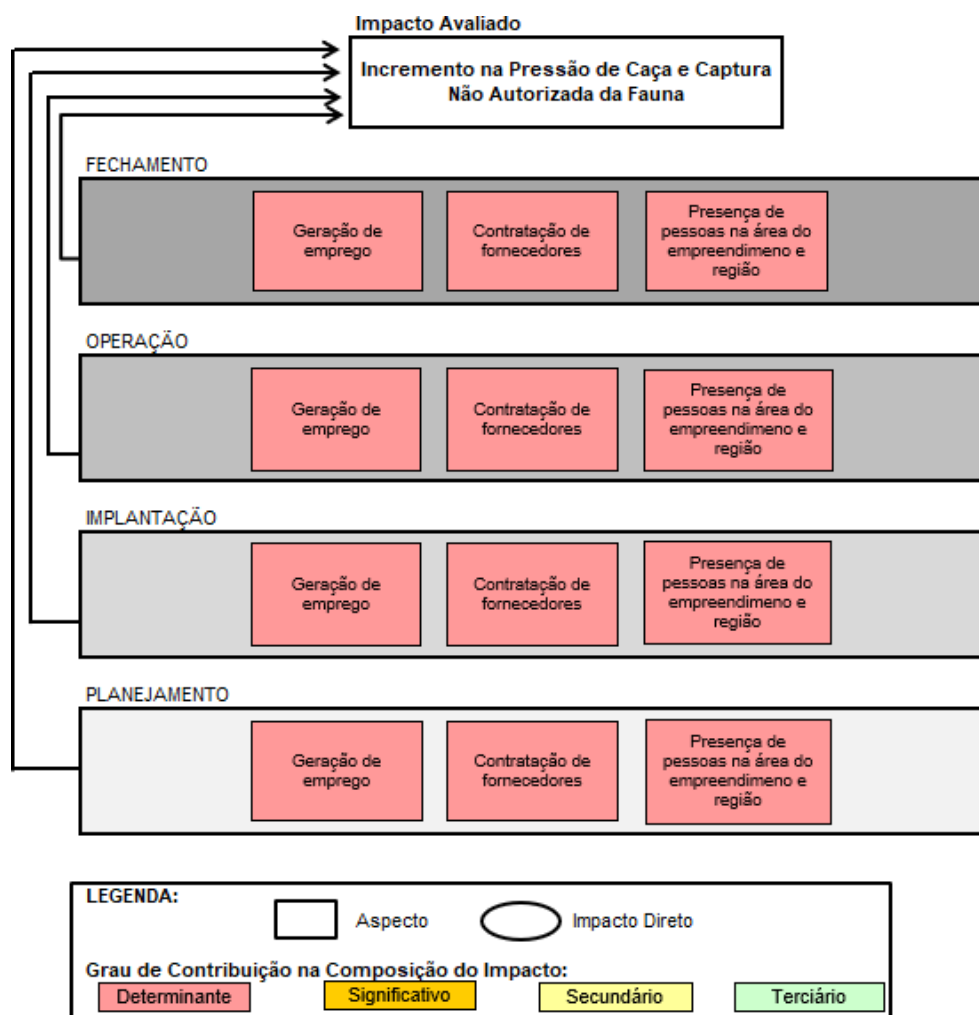 Impacto Avaliado
Incremento na Pressão de Caça e Captura
Não Autorizada da Fauna
FECHAMENTO
Geração de
emprego
Contratação de
fornecedores
Presença de
pessoas na área do
empreendimeno e
região
OPERAÇÃO
Geração de
emprego
Contratação de
fornecedores
Presença de
pessoas na área do
empreendimeno e
região
IMPLANTAÇÃO
Geração de
emprego
Contratação de
fornecedores
Presença de
pessoas na área do
empreendimeno e
região
PLANEJAMENTO
Geração de
emprego
Contratação de
fornecedores
Presença de
pessoas na área do
empreendimeno e
região
LEGENDA:
Aspecto
Impacto Direto
Grau de Contribuição na Composição do Impacto:
Determinante
Significativo
Secundário
Terciário